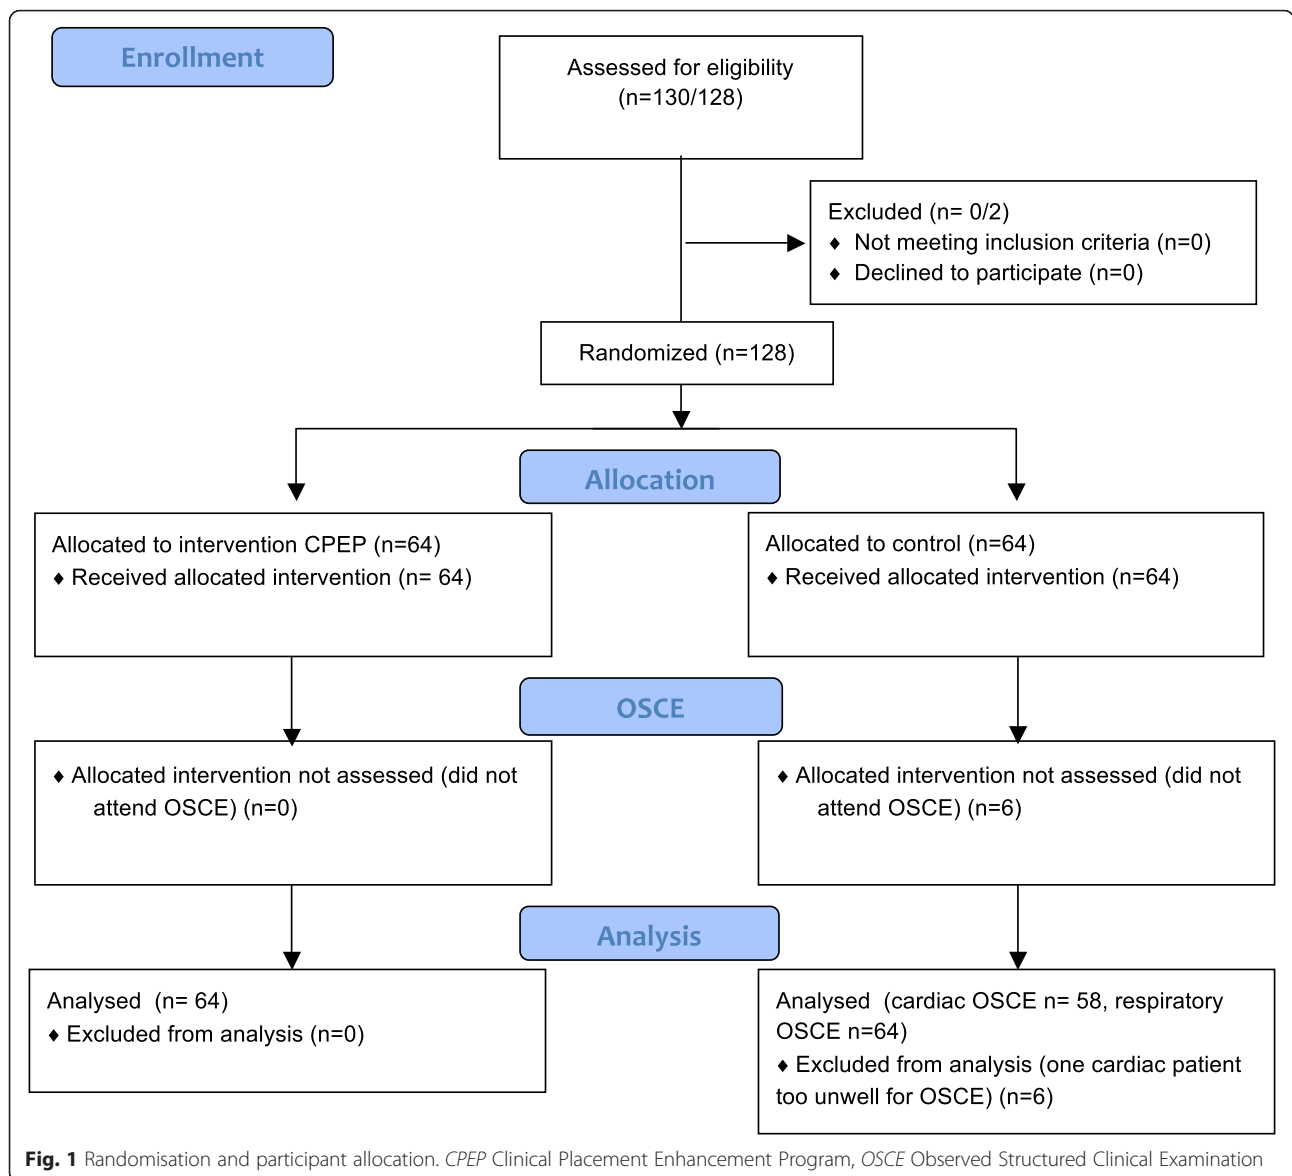 Enrollment
Assessed for eligibility
(n=130/128)
Excluded (n= 0/2)
♦ Not meeting inclusion criteria (n=0)
♦ Declined to participate (n=0)
Randomized (n=128)
Allocation
Allocated to intervention CPEP (n=64)
♦ Received allocated intervention (n= 64)
Allocated to control (n=64)
♦ Received allocated intervention (n=64)
OSCE
♦ Allocated intervention not assessed (did not
attend OSCE) (n=0)
♦ Allocated intervention not assessed (did not
attend OSCE) (n=6)
Analysis
Analysed (n= 64)
♦ Excluded from analysis (n=0)
Analysed (cardiac OSCE n= 58, respiratory
OSCE n=64)
♦ Excluded from analysis (one cardiac patient
too unwell for OSCE) (n=6)
Fig. 1 Randomisation and participant allocation. CPEP Clinical Placement Enhancement Program, OSCE Observed Structured Clinical Examination